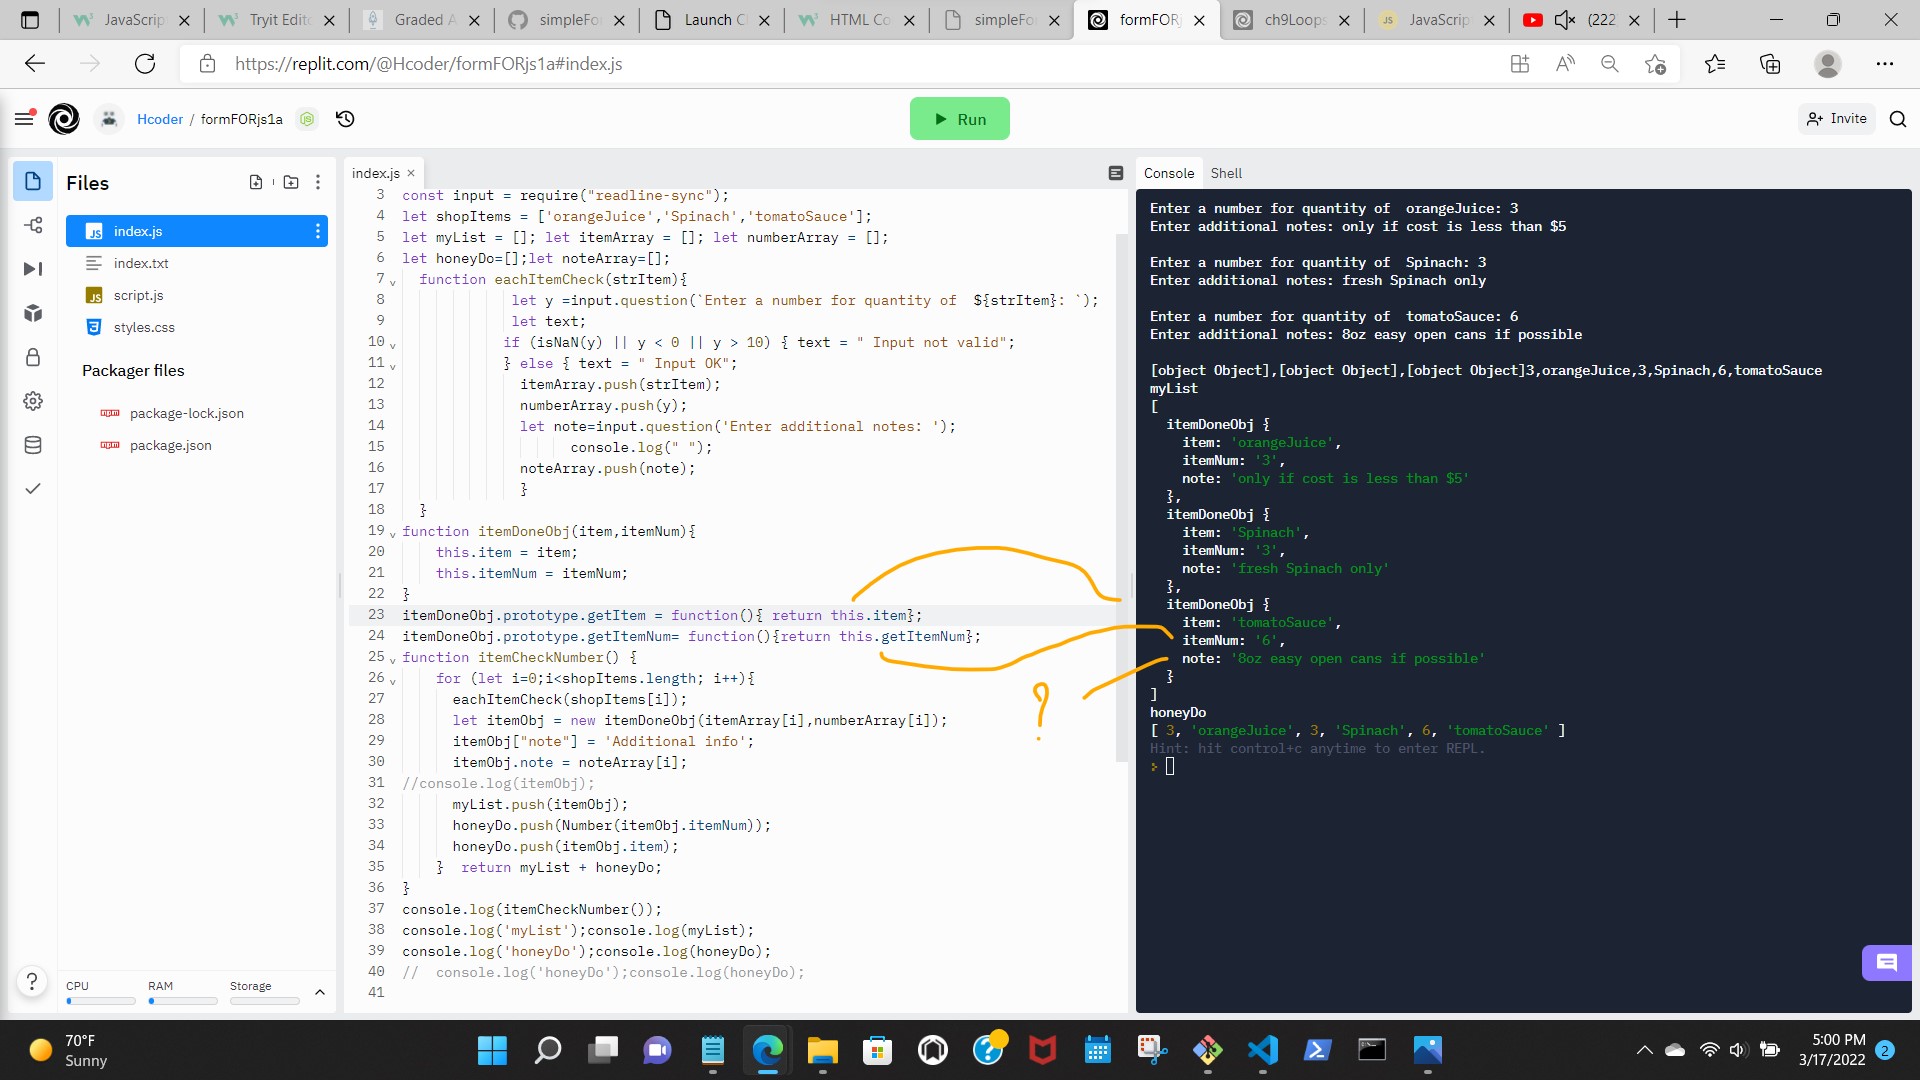 JavaScrip
Tryit Edit
Graded A
simpleFo
Launch C
HTML Co
simpleFo
formFORj
ch9Loops
JS
JavaScrip
(222
https://replit.com/@Hcoder/formFORjs1a#index.js
Hcoder / formFORjs1a
Run
Invite
Files
index.js
index.txt
script.js
styles.css
Packager files
package-lock.json
package.json
CPU
RAM
Storage
index.js
3 const input = require("readline-sync");
4 let shopItems = ['orangeJuice','Spinach','tomatoSauce'];
5 let myList = []; let itemArray = []; let numberArray = [];
6 let honeyDo=[];let noteArray=[];
7 function eachItemCheck(strItem){
8 let y =input.question(`Enter a number for quantity of  ${strItem}: `);
9 let text;
10 if (isNaN(y) || y < 0 || y > 10) { text = " Input not valid";
11 } else { text = " Input OK";
12 itemArray.push(strItem);
13 numberArray.push(y);
14 let note=input.question('Enter additional notes: ');
15 console.log(" ");
16 noteArray.push(note);
17 }
18 }
19 function itemDoneObj(item,itemNum){
20 this.item = item;
21 this.itemNum = itemNum;
22 }
23 itemDoneObj.prototype.getItem = function(){ return this.item};
24 itemDoneObj.prototype.getItemNum= function(){return this.getItemNum};
25 function itemCheckNumber() {
26 for (let i=0;i<shopItems.length; i++){
27 eachItemCheck(shopItems[i]);
28 let itemObj = new itemDoneObj(itemArray[i],numberArray[i]);
29 itemObj["note"] = 'Additional info';
30 itemObj.note = noteArray[i];
31 //console.log(itemObj);
32 myList.push(itemObj);
33 honeyDo.push(Number(itemObj.itemNum));
34 honeyDo.push(itemObj.item);
35 }  return myList + honeyDo;
36 }
37 console.log(itemCheckNumber());
38 console.log('myList');console.log(myList);
39 console.log('honeyDo');console.log(honeyDo);
40 //  console.log('honeyDo');console.log(honeyDo);
41
?
Console
Shell
Enter a number for quantity of  orangeJuice: 3
Enter additional notes: only if cost is less than $5
Enter a number for quantity of  Spinach: 3
Enter additional notes: fresh Spinach only
Enter a number for quantity of  tomatoSauce: 6
Enter additional notes: 8oz easy open cans if possible
[object Object],[object Object],[object Object]3,orangeJuice,3,Spinach,6,tomatoSauce
myList
[
itemDoneObj {
item: 'orangeJuice',
itemNum: '3',
note: 'only if cost is less than $5'
},
itemDoneObj {
item: 'Spinach',
itemNum: '3',
note: 'fresh Spinach only'
},
itemDoneObj {
item: 'tomatoSauce',
itemNum: '6',
note: '8oz easy open cans if possible'
}
]
honeyDo
[ 3, 'orangeJuice', 3, 'Spinach', 6, 'tomatoSauce' ]
Hint: hit control+c anytime to enter REPL.
70°F
Sunny
5:00 PM
3/17/2022
2